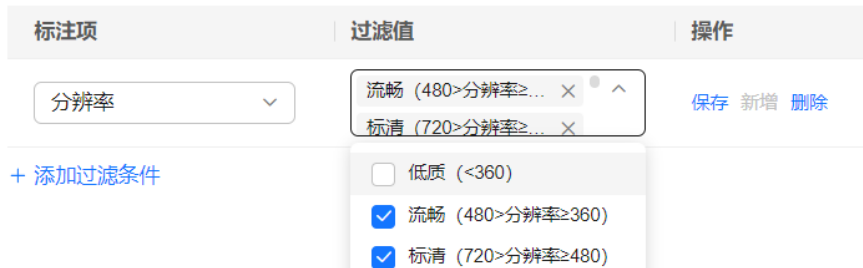 标注项 过滤值 操作
分辨率 流畅 (480>分辨率≥... 保存 新增 删除
标清 (720>分辨率≥...
+ 添加过滤条件
低质 (<360)
流畅 (480>分辨率≥360)
标清 (720>分辨率≥480)